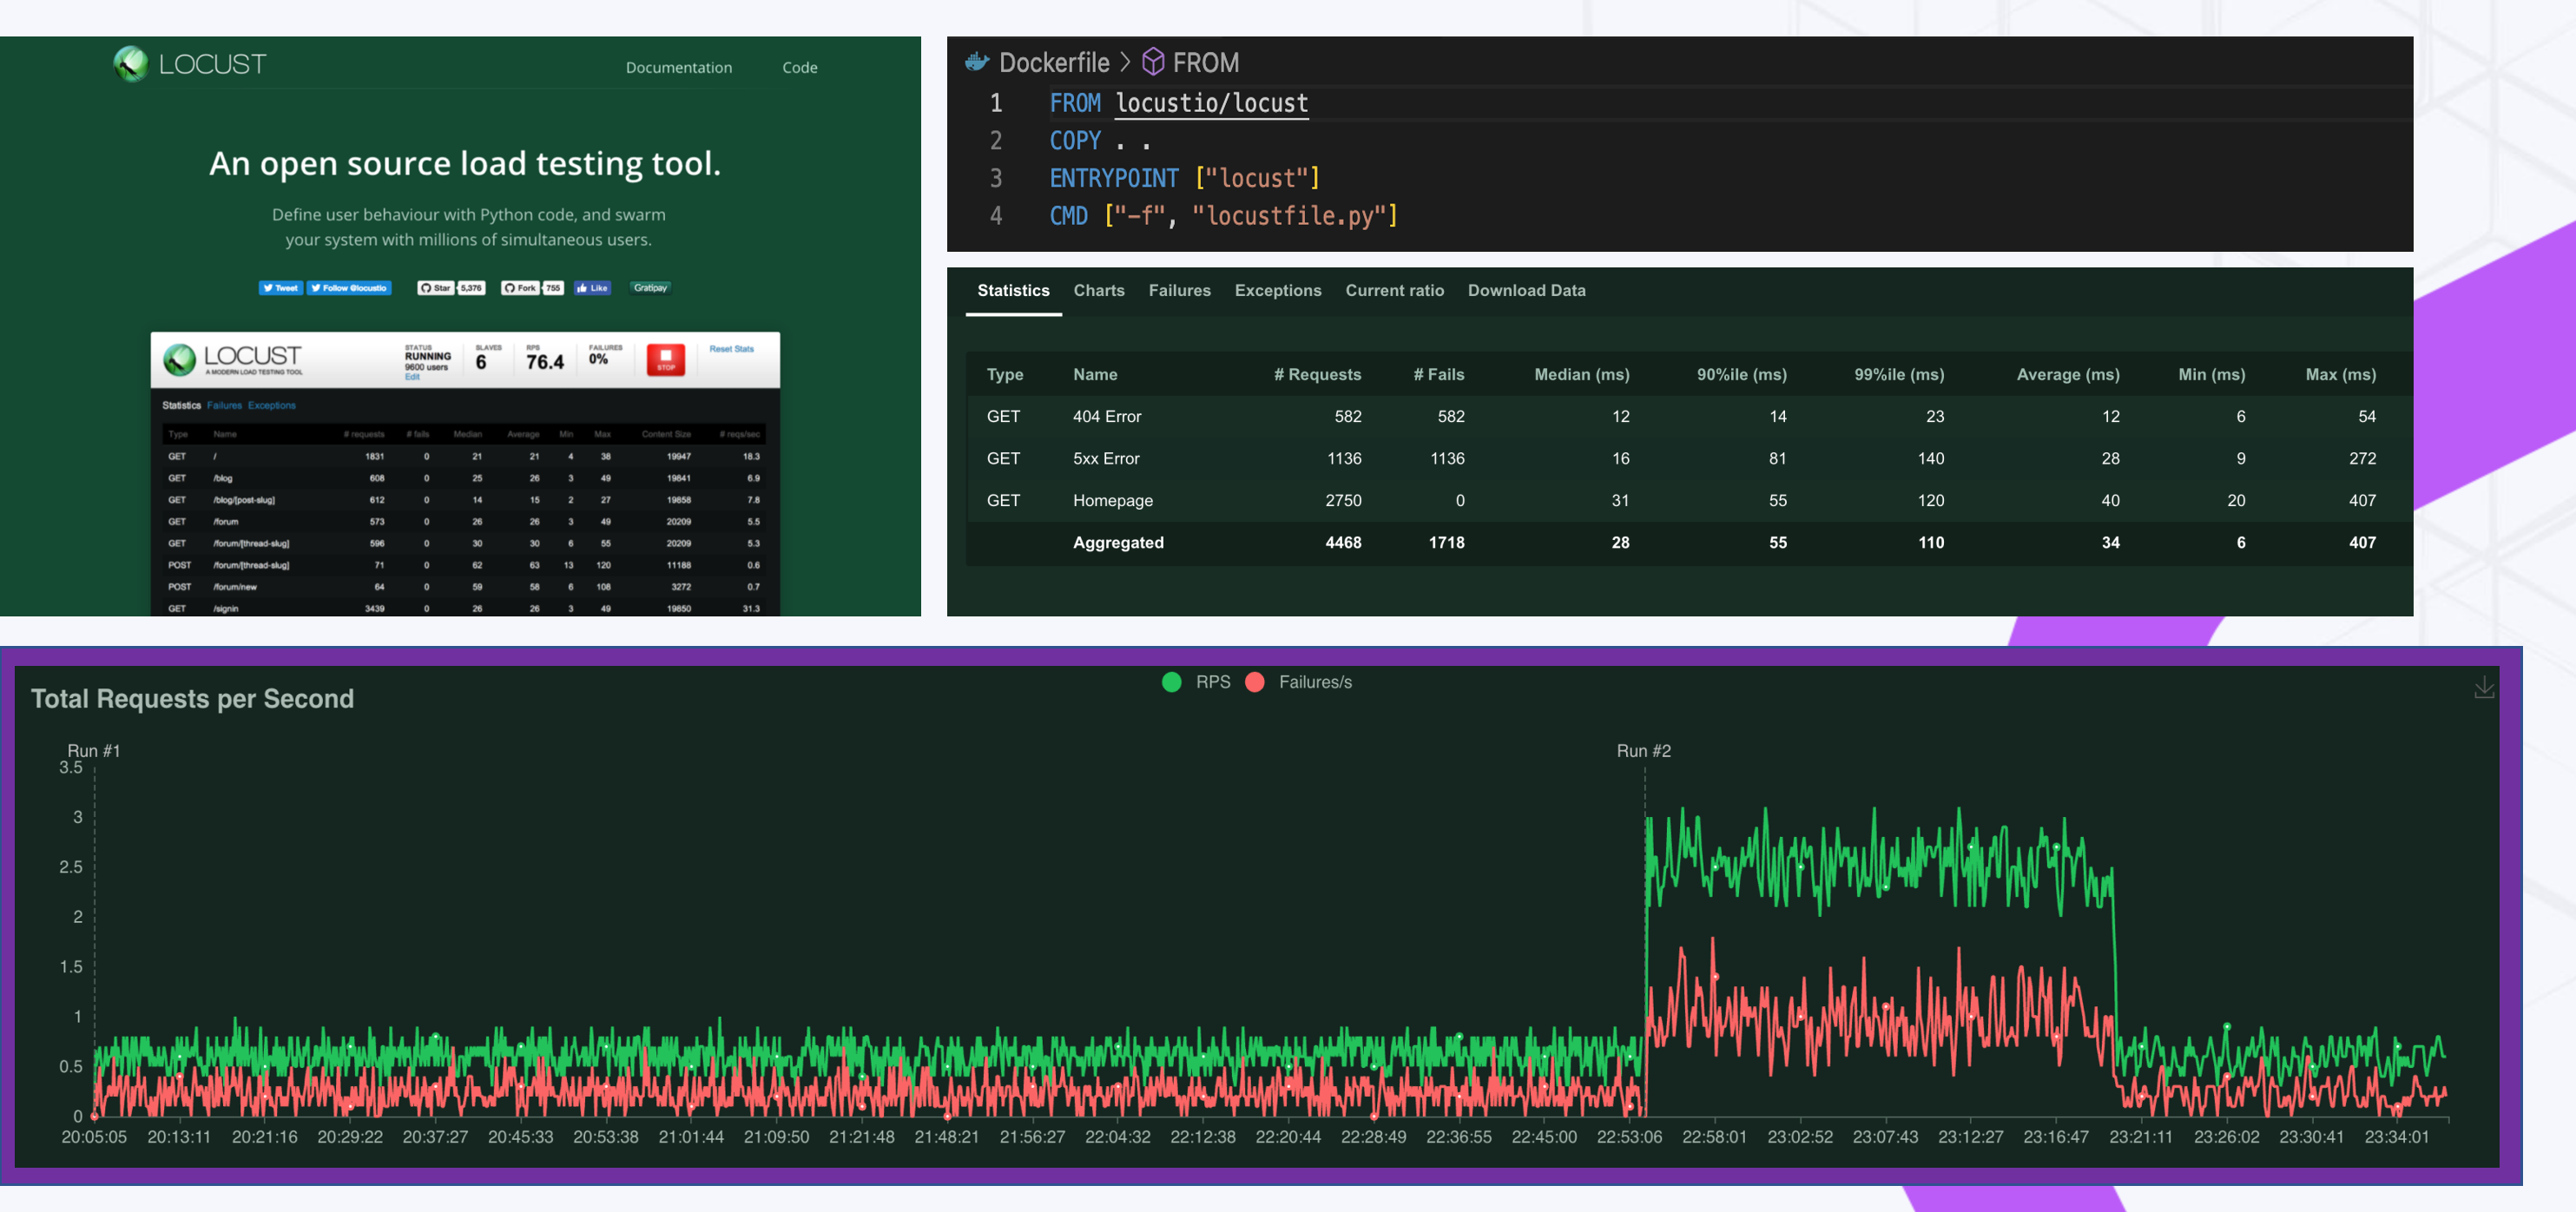 LOCUST
Documentation Code
An open source load testing tool.
Define user behaviour with Python code, and swarm
your system with millions of simultaneous users.
Tweet Follow @locustio Star 5,376 Fork 755 Like Gratipay
LOCUST
A MODERN LOAD TESTING TOOL
STATUS
RUNNING
9600 users
Edit
SLAVES
6
RPS
76.4
FAILURES
0%
STOP
Reset Stats
Statistics Failures Exceptions
Type Name # requests # fails Median Average Min Max Content Size # reqs/sec
GET / 1831 0 21 21 4 38 19947 18.3
GET /blog 608 0 25 26 3 49 19841 6.9
GET /blog/[post-slug] 612 0 14 15 2 27 19858 7.8
GET /forum 573 0 26 26 3 49 20209 5.5
GET /forum/[thread-slug] 596 0 30 30 6 55 20209 5.3
POST /forum/[thread-slug] 71 0 62 63 13 120 11188 0.6
POST /forum/new 64 0 59 58 6 108 3272 0.7
GET /signin 3439 0 26 26 3 49 19850 31.3
Dockerfile > FROM
1 FROM locustio/locust
2 COPY . .
3 ENTRYPOINT ["locust"]
4 CMD ["-f", "locustfile.py"]
Statistics Charts Failures Exceptions Current ratio Download Data
Type Name # Requests # Fails Median (ms) 90%ile (ms) 99%ile (ms) Average (ms) Min (ms) Max (ms)
GET 404 Error 582 582 12 14 23 12 6 54
GET 5xx Error 1136 1136 16 81 140 28 9 272
GET Homepage 2750 0 31 55 120 40 20 407
Aggregated 4468 1718 28 55 110 34 6 407
Total Requests per Second
RPS Failures/s
Run #1 Run #2
3.5
3
2.5
2
1.5
1
0.5
0
20:05:05 20:13:11 20:21:16 20:29:22 20:37:27 20:45:33 20:53:38 21:01:44 21:09:50 21:21:48 21:48:21 21:56:27 22:04:32 22:12:38 22:20:44 22:28:49 22:36:55 22:45:00 22:53:06 22:58:01 23:02:52 23:07:43 23:12:27 23:16:47 23:21:11 23:26:02 23:30:41 23:34:01